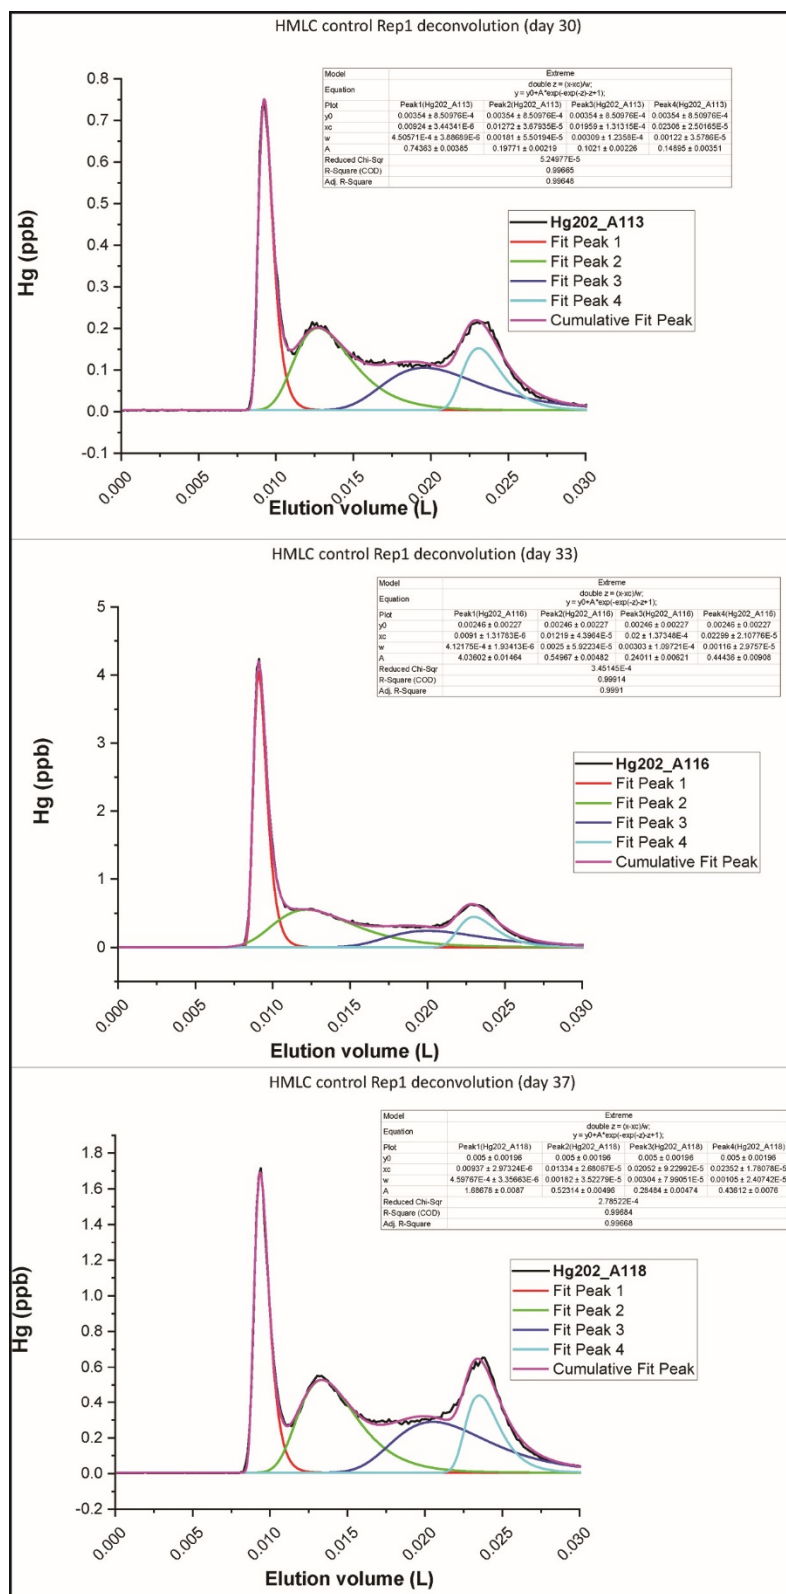 HMLC control Rep1 deconvolution (day 30)
Model Extreme
Equation double z = (x-xc)/w;
y = y0+A*exp(-exp(-z)-z+1);
Plot Peak1(Hg202_A113) Peak2(Hg202_A113) Peak3(Hg202_A113) Peak4(Hg202_A113)
y0 0.00354 ± 8.50976E-4 0.00354 ± 8.50976E-4 0.00354 ± 8.50976E-4 0.00354 ± 8.50976E-4
xc 0.00924 ± 3.44341E-6 0.01272 ± 3.67935E-5 0.01959 ± 1.31315E-4 0.02306 ± 2.50165E-5
w 4.50571E-4 ± 3.88689E-6 0.00181 ± 5.50194E-5 0.00309 ± 1.2358E-4 0.00122 ± 3.5786E-5
A 0.74363 ± 0.00385 0.19771 ± 0.00219 0.1021 ± 0.00226 0.14895 ± 0.00351
Reduced Chi-Sqr 5.24977E-5
R-Square (COD) 0.99665
Adj. R-Square 0.99648
0.8
0.7
0.6
0.5
0.4
0.3
0.2
0.1
0.0
-0.1
Hg (ppb)
Hg202_A113
Fit Peak 1
Fit Peak 2
Fit Peak 3
Fit Peak 4
Cumulative Fit Peak
0.000 0.005 0.010 0.015 0.020 0.025 0.030
Elution volume (L)
HMLC control Rep1 deconvolution (day 33)
Model Extreme
Equation double z = (x-xc)/w;
y = y0+A*exp(-exp(-z)-z+1);
Plot Peak1(Hg202_A116) Peak2(Hg202_A116) Peak3(Hg202_A116) Peak4(Hg202_A116)
y0 0.00246 ± 0.00227 0.00246 ± 0.00227 0.00246 ± 0.00227 0.00246 ± 0.00227
xc 0.0091 ± 1.31783E-6 0.01219 ± 4.3964E-5 0.02 ± 1.37348E-4 0.02299 ± 2.10776E-5
w 4.12175E-4 ± 1.93413E-6 0.0025 ± 5.92234E-5 0.00303 ± 1.09721E-4 0.00116 ± 2.9757E-5
A 4.03602 ± 0.01464 0.54967 ± 0.00482 0.24011 ± 0.00621 0.44438 ± 0.00908
Reduced Chi-Sqr 3.45145E-4
R-Square (COD) 0.99914
Adj. R-Square 0.9991
5
4
3
2
1
0
Hg (ppb)
Hg202_A116
Fit Peak 1
Fit Peak 2
Fit Peak 3
Fit Peak 4
Cumulative Fit Peak
0.000 0.005 0.010 0.015 0.020 0.025 0.030
Elution volume (L)
HMLC control Rep1 deconvolution (day 37)
Model Extreme
Equation double z = (x-xc)/w;
y = y0+A*exp(-exp(-z)-z+1);
Plot Peak1(Hg202_A118) Peak2(Hg202_A118) Peak3(Hg202_A118) Peak4(Hg202_A118)
y0 0.005 ± 0.00196 0.005 ± 0.00196 0.005 ± 0.00196 0.005 ± 0.00196
xc 0.00937 ± 2.97324E-6 0.01334 ± 2.68067E-5 0.02052 ± 9.22992E-5 0.02352 ± 1.78078E-5
w 4.59767E-4 ± 3.35663E-6 0.00182 ± 3.52279E-5 0.00304 ± 7.99051E-5 0.00105 ± 2.40742E-5
A 1.68678 ± 0.0087 0.52314 ± 0.00496 0.28484 ± 0.00474 0.43612 ± 0.0076
Reduced Chi-Sqr 2.78522E-4
R-Square (COD) 0.99684
Adj. R-Square 0.99668
1.8
1.6
1.4
1.2
1.0
0.8
0.6
0.4
0.2
0.0
-0.2
Hg (ppb)
Hg202_A118
Fit Peak 1
Fit Peak 2
Fit Peak 3
Fit Peak 4
Cumulative Fit Peak
0.000 0.005 0.010 0.015 0.020 0.025 0.030
Elution volume (L)